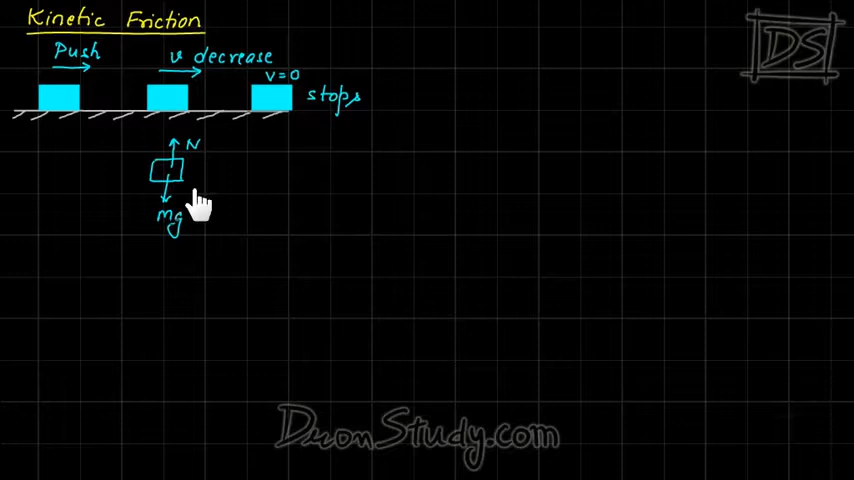 Kinetic Friction
Push
v decrease
v=0
stops
N
mg
DS
DronStudy.com